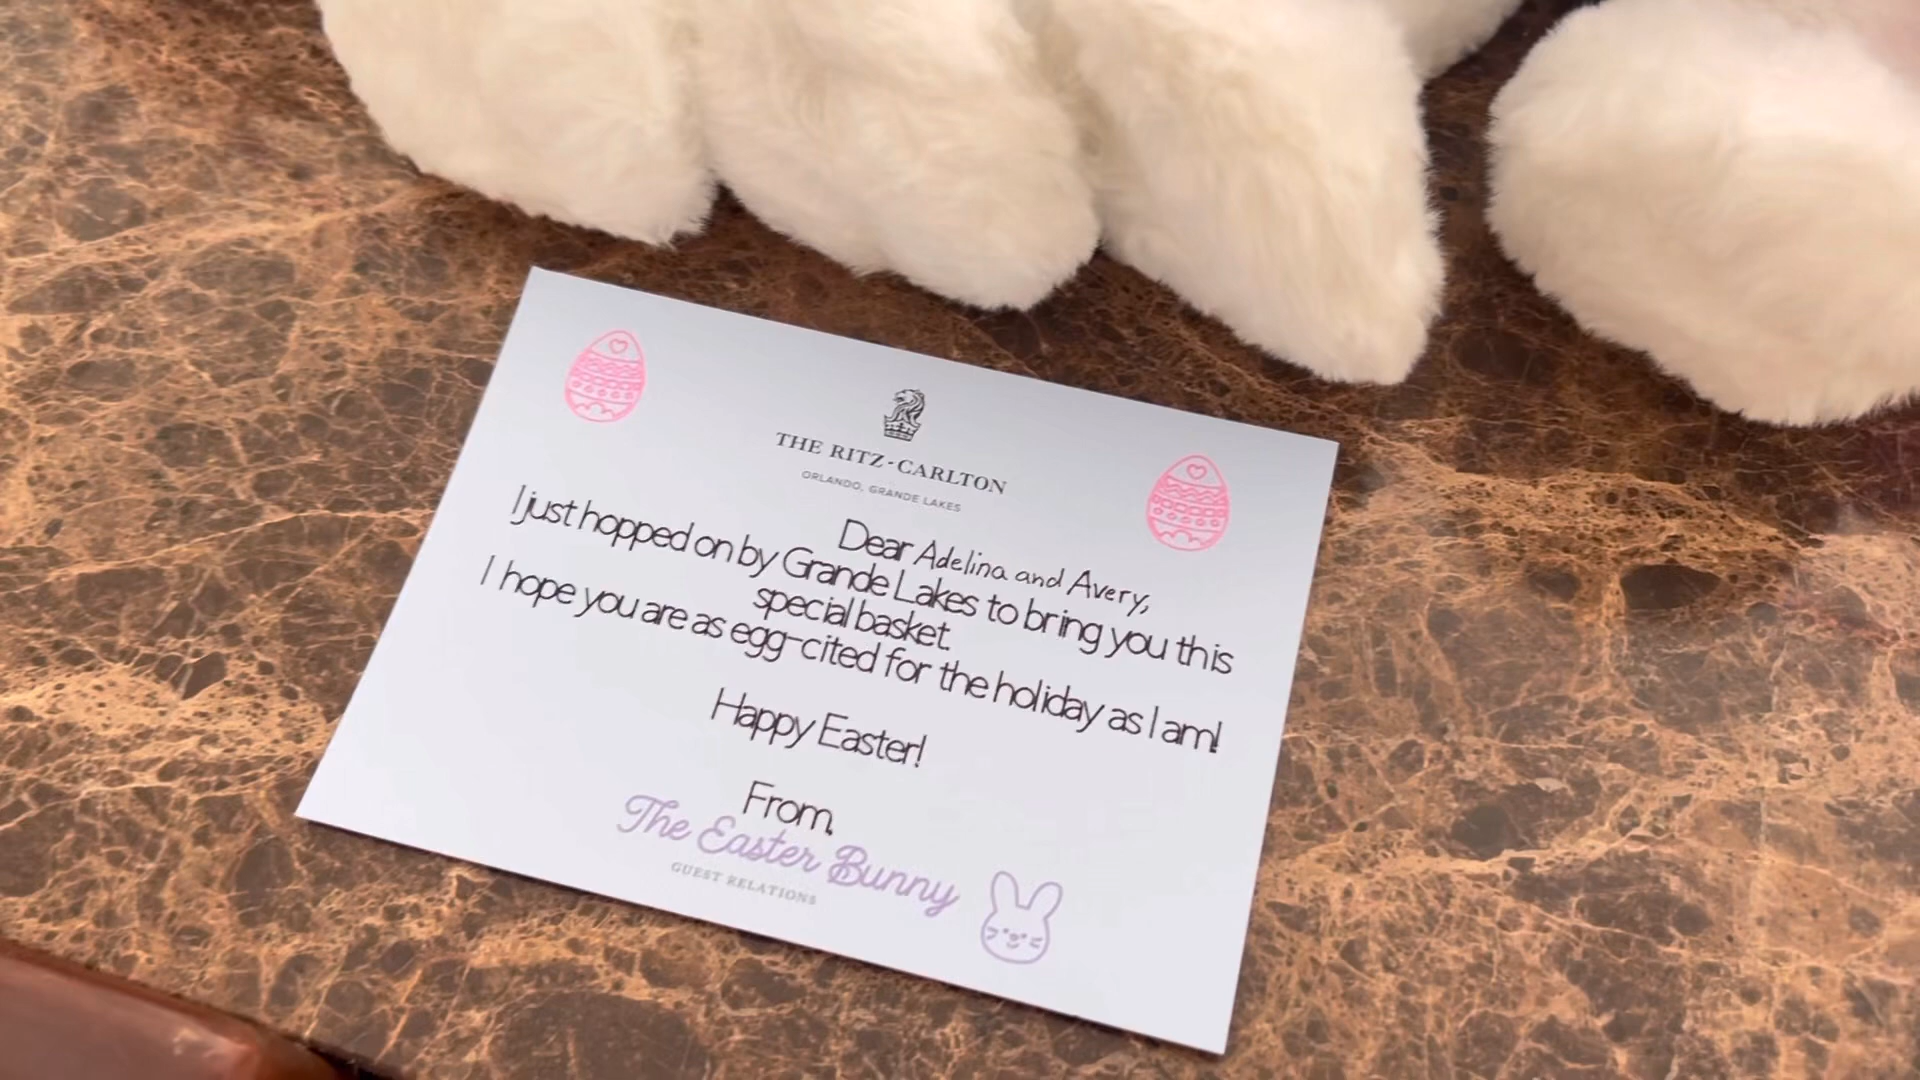 THE RITZ-CARLTON
ORLANDO, GRANDE LAKES
Dear Adelina and Avery,
I just hopped on by Grande Lakes to bring you this
special basket.
I hope you are as egg-cited for the holiday as I am!
Happy Easter!
From,
The Easter Bunny
GUEST RELATIONS